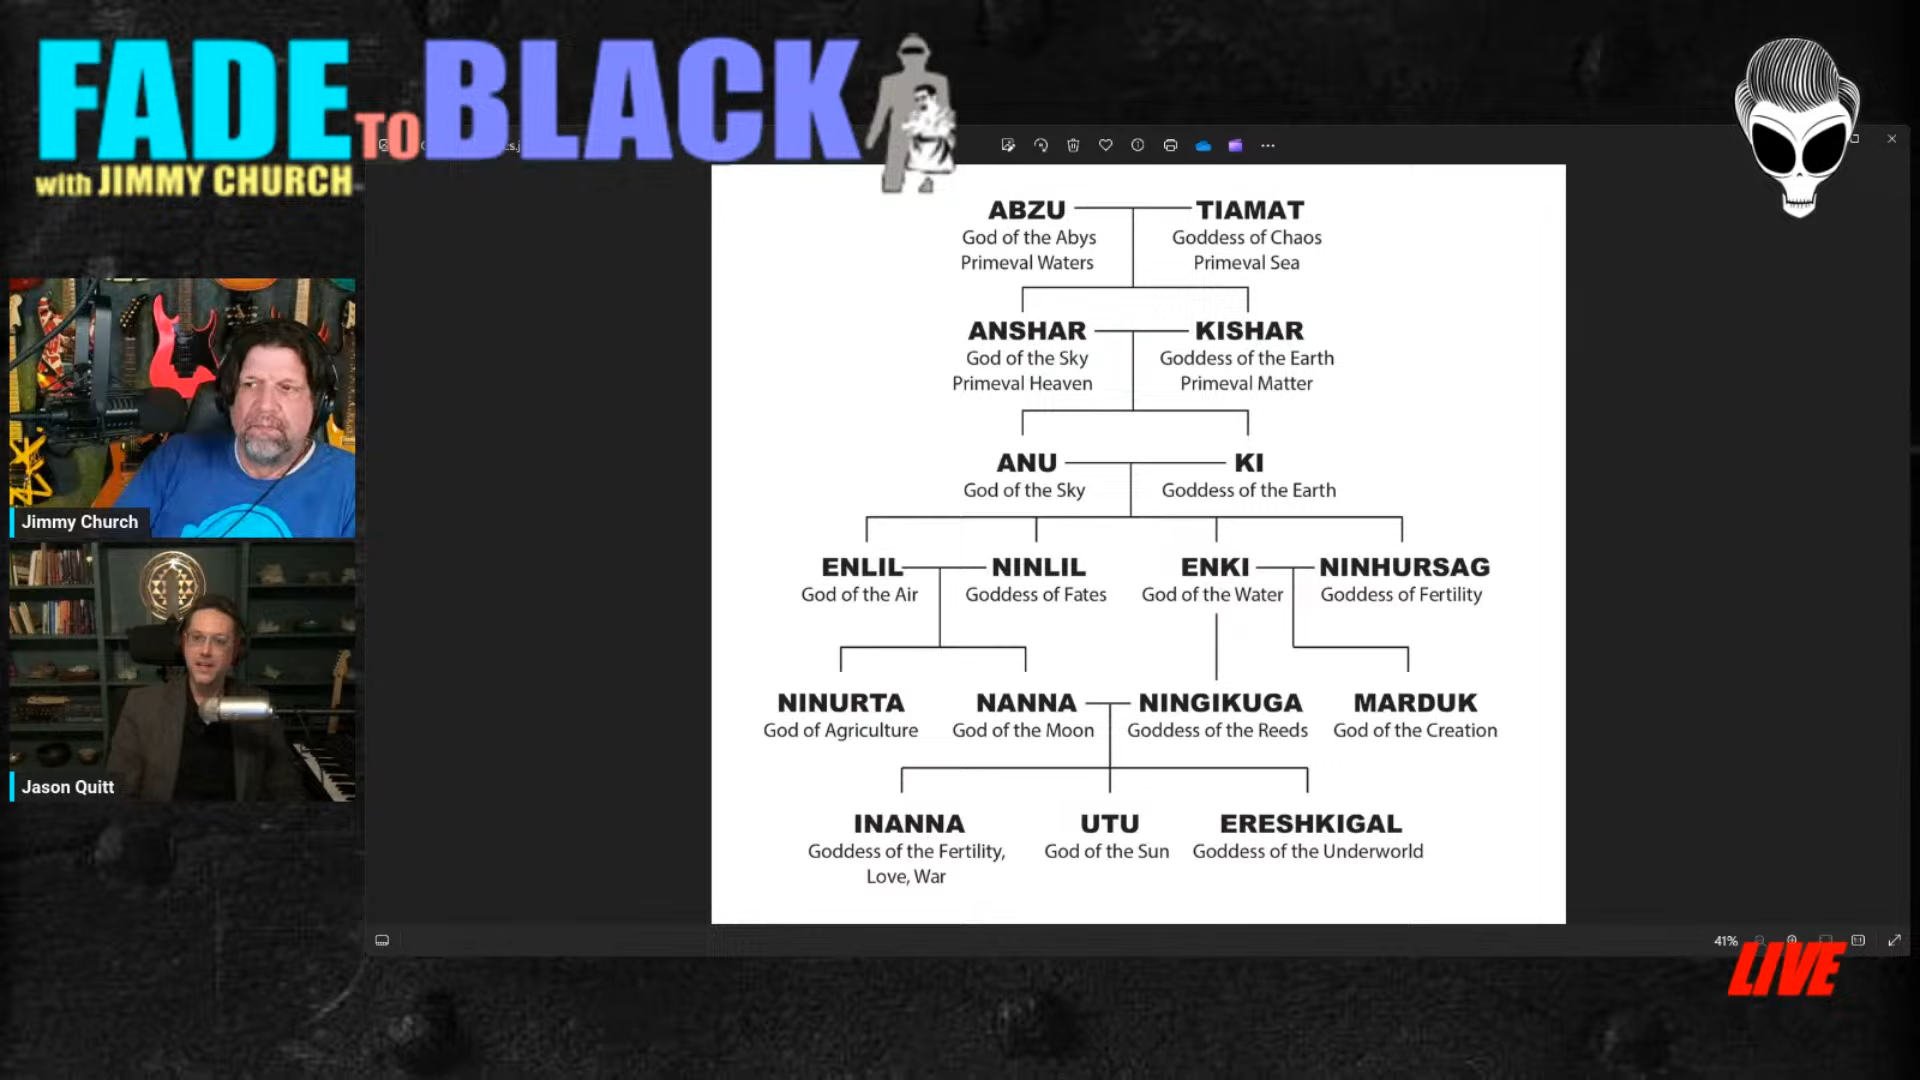 FADE TO BLACK
with JIMMY CHURCH
ABZU TIAMAT
God of the Abys Goddess of Chaos
Primeval Waters Primeval Sea
ANSHAR KISHAR
God of the Sky Goddess of the Earth
Primeval Heaven Primeval Matter
ANU KI
God of the Sky Goddess of the Earth
ENLIL NINLIL ENKI NINHURSAG
God of the Air Goddess of Fates God of the Water Goddess of Fertility
NINURTA NANNA NINGIKUGA MARDUK
God of Agriculture God of the Moon Goddess of the Reeds God of the Creation
INANNA UTU ERESHKIGAL
Goddess of the Fertility, God of the Sun Goddess of the Underworld
Love, War
Jimmy Church
Jason Quitt
41%
LIVE